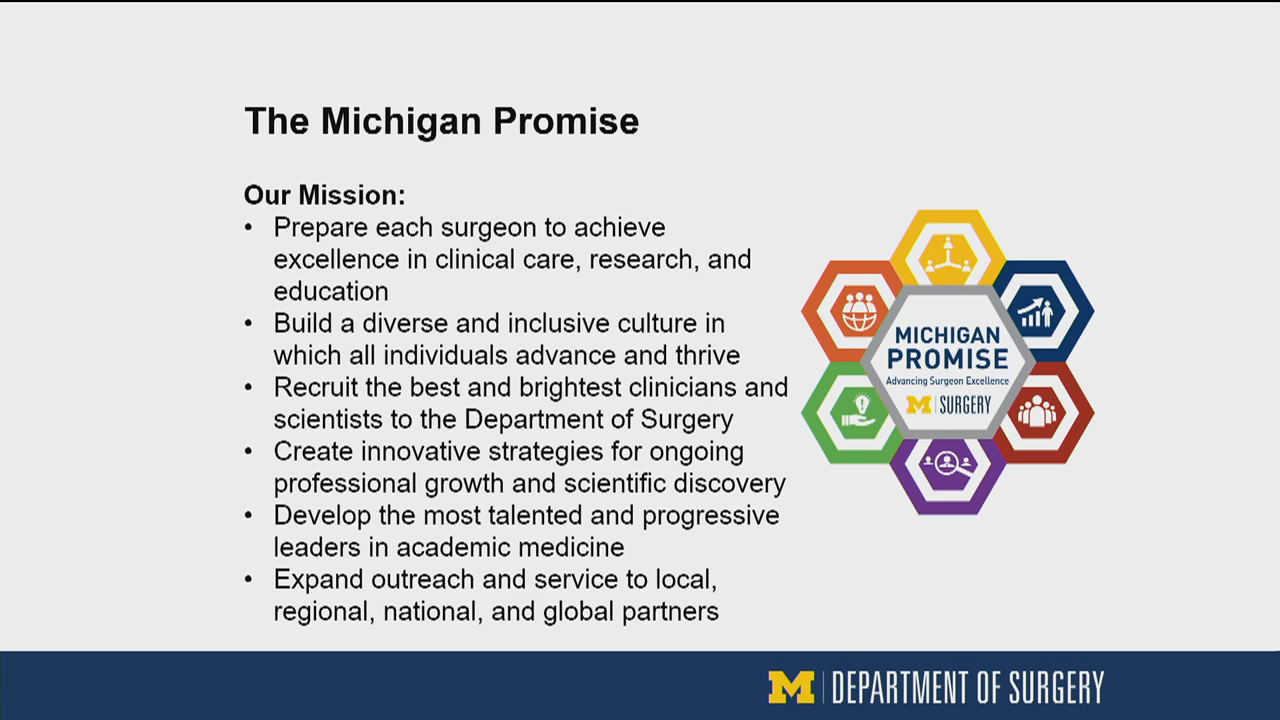 The Michigan Promise
Our Mission:
• Prepare each surgeon to achieve
excellence in clinical care, research, and
education
• Build a diverse and inclusive culture in
which all individuals advance and thrive
• Recruit the best and brightest clinicians and
scientists to the Department of Surgery
• Create innovative strategies for ongoing
professional growth and scientific discovery
• Develop the most talented and progressive
leaders in academic medicine
• Expand outreach and service to local,
regional, national, and global partners
MICHIGAN
PROMISE
Advancing Surgeon Excellence
M | SURGERY
M | DEPARTMENT OF SURGERY